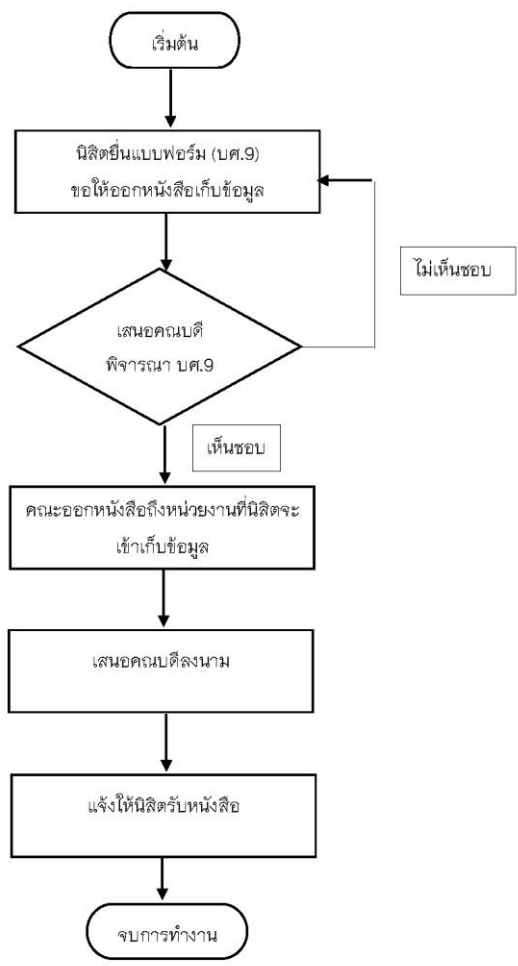 เริ่มต้น
นิสิตยื่นแบบฟอร์ม (บศ.9)
ขอให้ออกหนังสือเก็บข้อมูล
ไม่เห็นชอบ
เสนอคณบดี
พิจารณา บศ.9
เห็นชอบ
คณะออกหนังสือถึงหน่วยงานที่นิสิตจะ
เข้าเก็บข้อมูล
เสนอคณบดีลงนาม
แจ้งให้นิสิตรับหนังสือ
จบการทำงาน